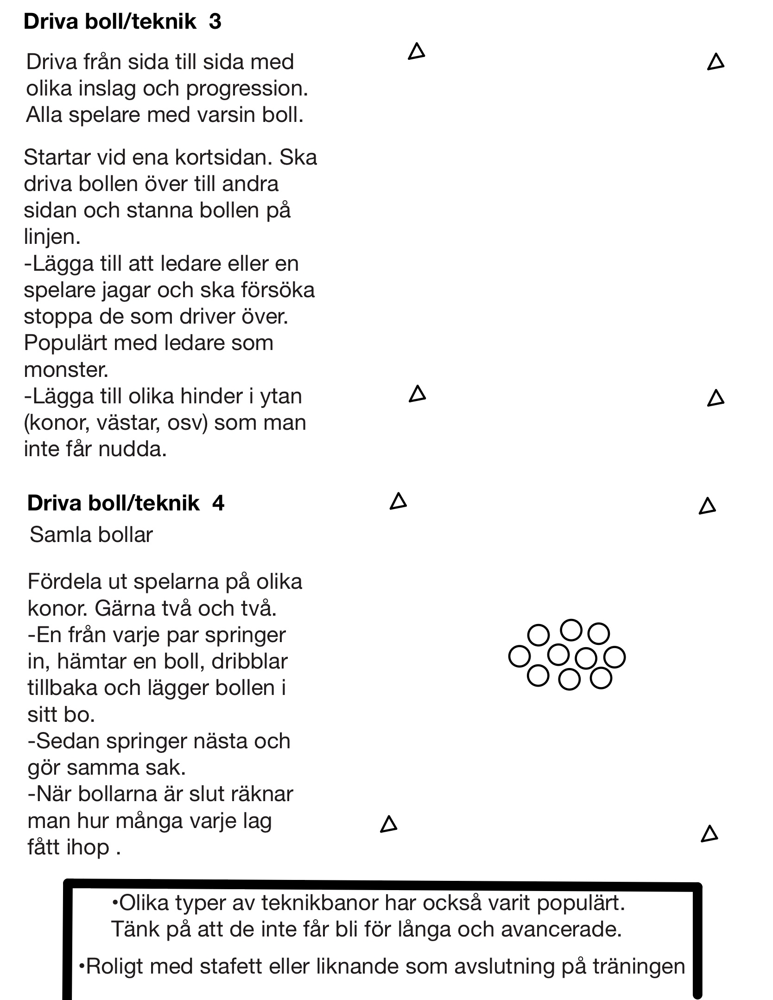 Driva boll/teknik  3
Driva från sida till sida med
olika inslag och progression.
Alla spelare med varsin boll.
Startar vid ena kortsidan. Ska
driva bollen över till andra
sidan och stanna bollen på
linjen.
-Lägga till att ledare eller en
spelare jagar och ska försöka
stoppa de som driver över.
Populärt med ledare som
monster.
-Lägga till olika hinder i ytan
(konor, västar, osv) som man
inte får nudda.
Driva boll/teknik  4
Samla bollar
Fördela ut spelarna på olika
konor. Gärna två och två.
-En från varje par springer
in, hämtar en boll, dribblar
tillbaka och lägger bollen i
sitt bo.
-Sedan springer nästa och
gör samma sak.
-När bollarna är slut räknar
man hur många varje lag
fått ihop .
•Olika typer av teknikbanor har också varit populärt.
Tänk på att de inte får bli för långa och avancerade.
•Roligt med stafett eller liknande som avslutning på träningen